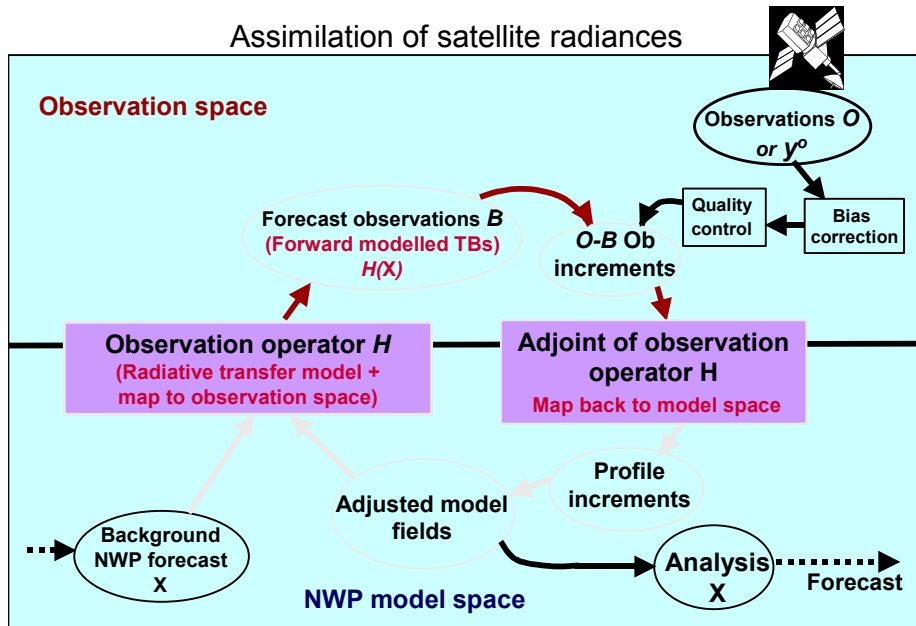 Assimilation of satellite radiances
Observation space
Observations O
or yᵒ
Quality
control
Bias
correction
Forecast observations B
(Forward modelled TBs)
H(X)
O-B Ob
increments
Observation operator H
(Radiative transfer model +
map to observation space)
Adjoint of observation
operator H
Map back to model space
Profile
increments
Adjusted model
fields
Background
NWP forecast
X
Analysis
X
Forecast
NWP model space